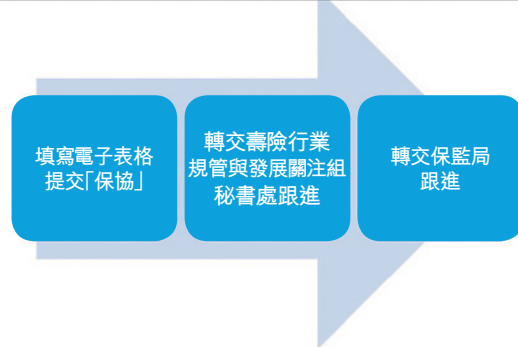 填寫電子表格
提交「保協」
轉交壽險行業
規管與發展關注組
秘書處跟進
轉交保監局
跟進